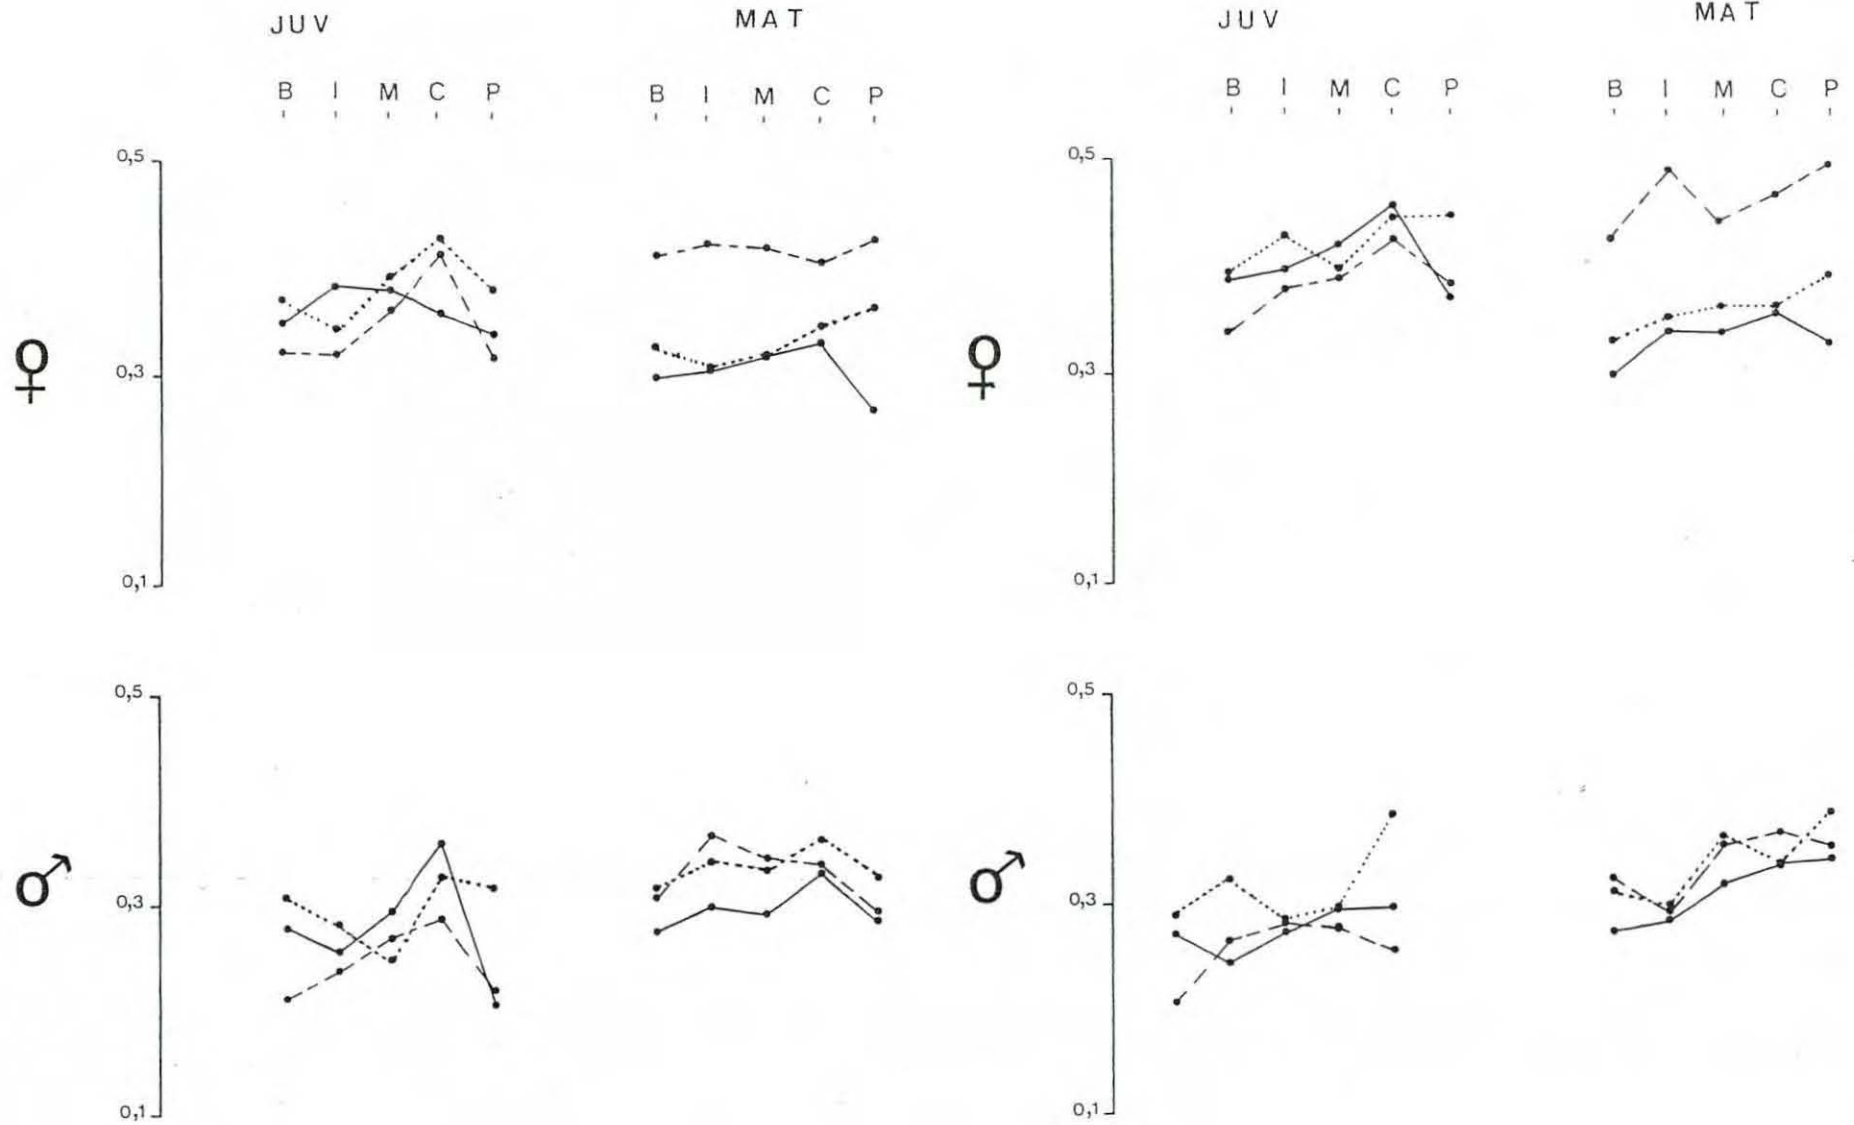 JUV MAT JUV MAT
B I M C P B I M C P B I M C P B I M C P
0,5 0,5
♀ 0,3 ♀ 0,3
0,1 0,1
0,5 0,5
♂ 0,3 ♂ 0,3
0,1 0,1